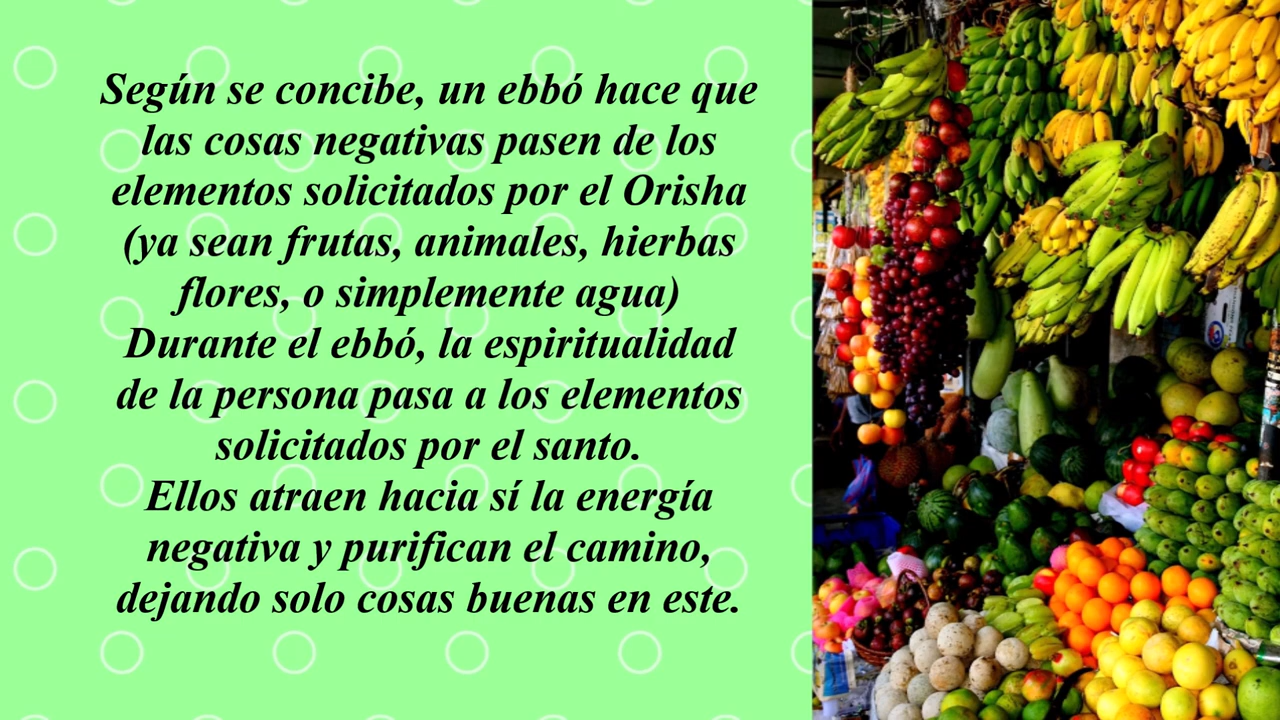 Según se concibe, un ebbó hace que
las cosas negativas pasen de los
elementos solicitados por el Orisha
(ya sean frutas, animales, hierbas
flores, o simplemente agua)
Durante el ebbó, la espiritualidad
de la persona pasa a los elementos
solicitados por el santo.
Ellos atraen hacia sí la energía
negativa y purifican el camino,
dejando solo cosas buenas en este.